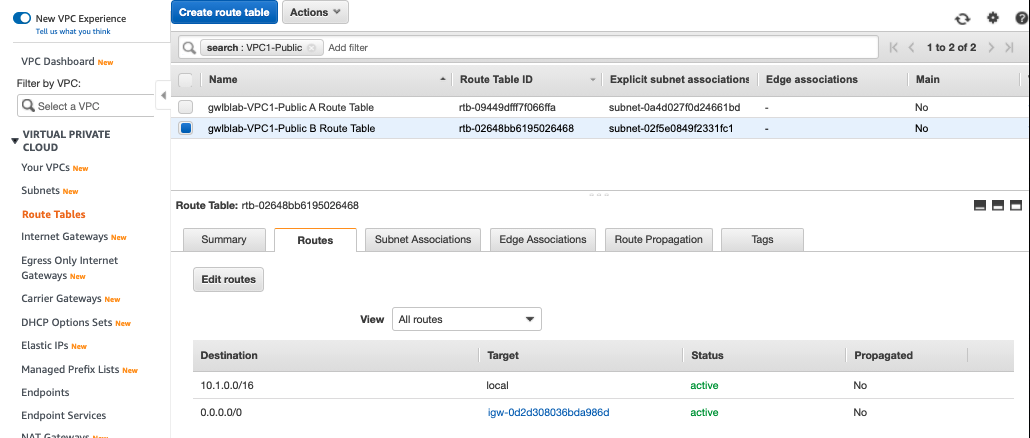 New VPC Experience
Tell us what you think
VPC Dashboard New
Filter by VPC:
Select a VPC
VIRTUAL PRIVATE
CLOUD
Your VPCs New
Subnets New
Route Tables
Internet Gateways New
Egress Only Internet
Gateways New
Carrier Gateways New
DHCP Options Sets New
Elastic IPs New
Managed Prefix Lists New
Endpoints
Endpoint Services
NAT Gateways New
Create route table Actions
search : VPC1-Public Add filter 1 to 2 of 2
Name Route Table ID Explicit subnet associations Edge associations Main
gwlblab-VPC1-Public A Route Table rtb-09449dfff7f066ffa subnet-0a4d027f0d24661bd - No
gwlblab-VPC1-Public B Route Table rtb-02648bb6195026468 subnet-02f5e0849f2331fc1 - No
Route Table: rtb-02648bb6195026468
Summary Routes Subnet Associations Edge Associations Route Propagation Tags
Edit routes
View All routes
Destination Target Status Propagated
10.1.0.0/16 local active No
0.0.0.0/0 igw-0d2d308036bda986d active No